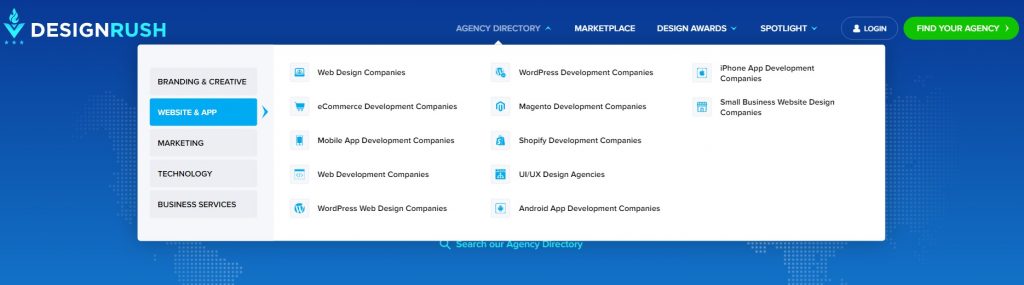 DESIGNRUSH
AGENCY DIRECTORY
MARKETPLACE
DESIGN AWARDS
SPOTLIGHT
LOGIN
FIND YOUR AGENCY
BRANDING & CREATIVE
WEBSITE & APP
MARKETING
TECHNOLOGY
BUSINESS SERVICES
Web Design Companies
eCommerce Development Companies
Mobile App Development Companies
Web Development Companies
WordPress Web Design Companies
WordPress Development Companies
Magento Development Companies
Shopify Development Companies
UI/UX Design Agencies
Android App Development Companies
iPhone App Development
Companies
Small Business Website Design
Companies
Search our Agency Directory